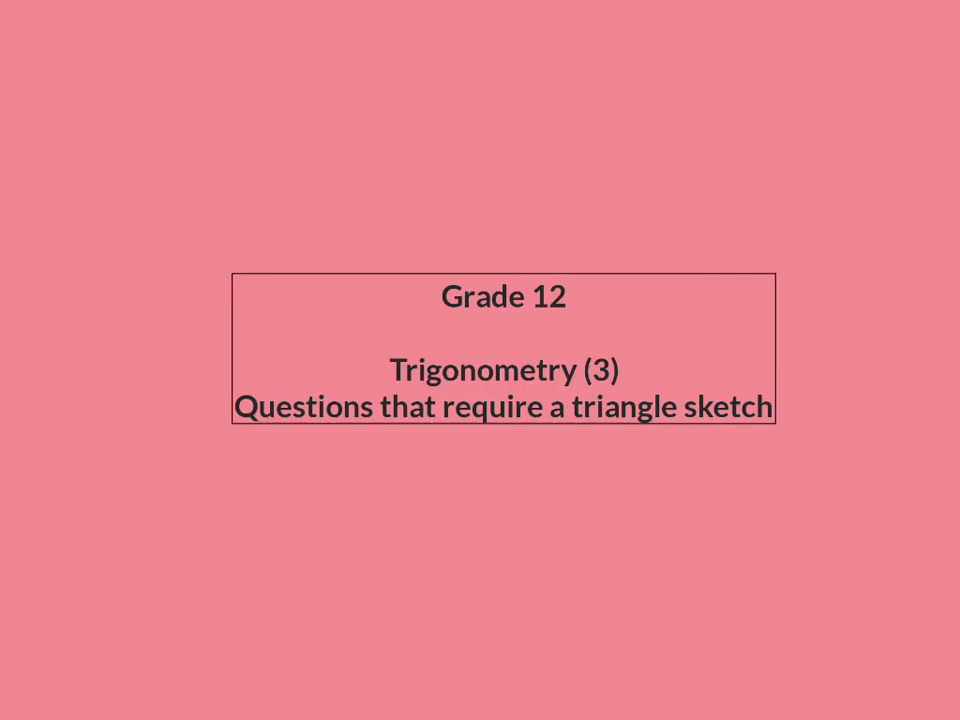 Grade 12
Trigonometry (3)
Questions that require a triangle sketch